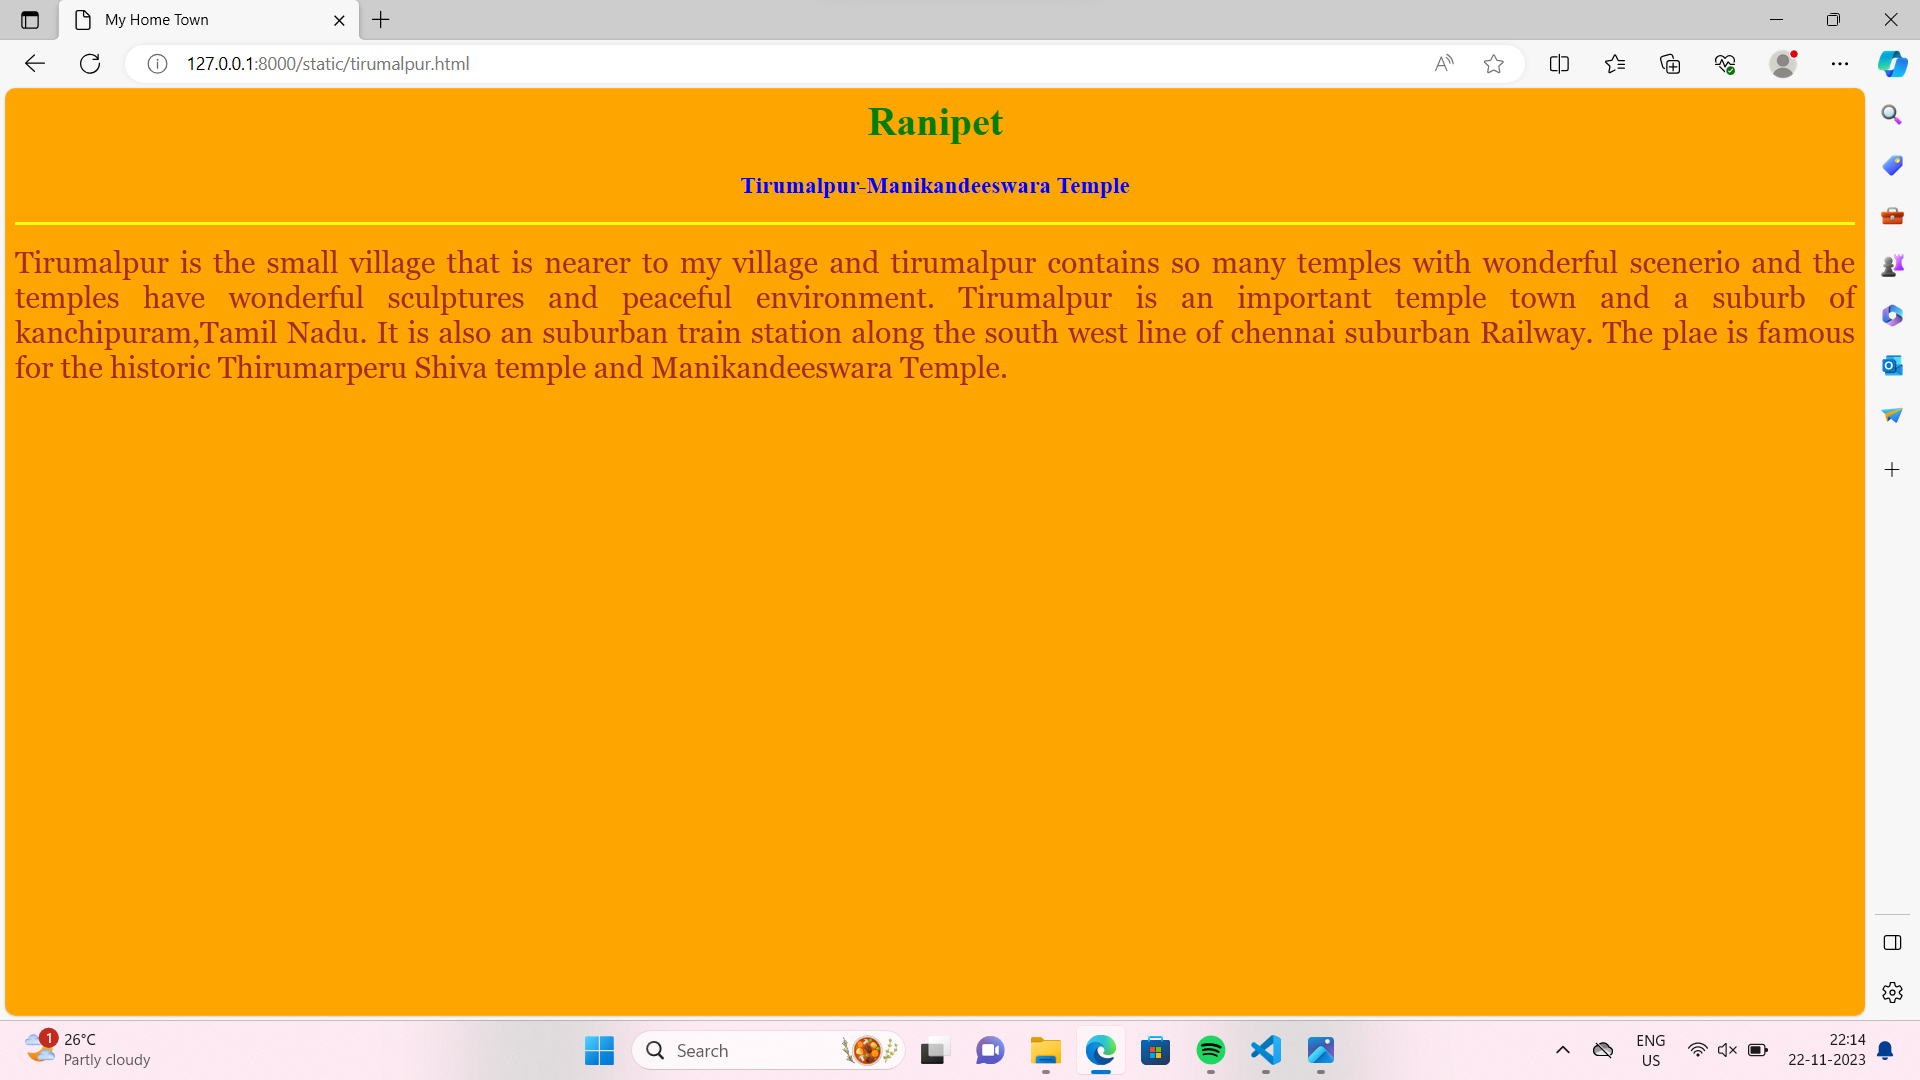 My Home Town
127.0.0.1:8000/static/tirumalpur.html
Ranipet
Tirumalpur-Manikandeeswara Temple
Tirumalpur is the small village that is nearer to my village and tirumalpur contains so many temples with wonderful scenerio and the
temples have wonderful sculptures and peaceful environment. Tirumalpur is an important temple town and a suburb of
kanchipuram,Tamil Nadu. It is also an suburban train station along the south west line of chennai suburban Railway. The plae is famous
for the historic Thirumarperu Shiva temple and Manikandeeswara Temple.
1
26°C
Partly cloudy
Search
ENG
US
22:14
22-11-2023